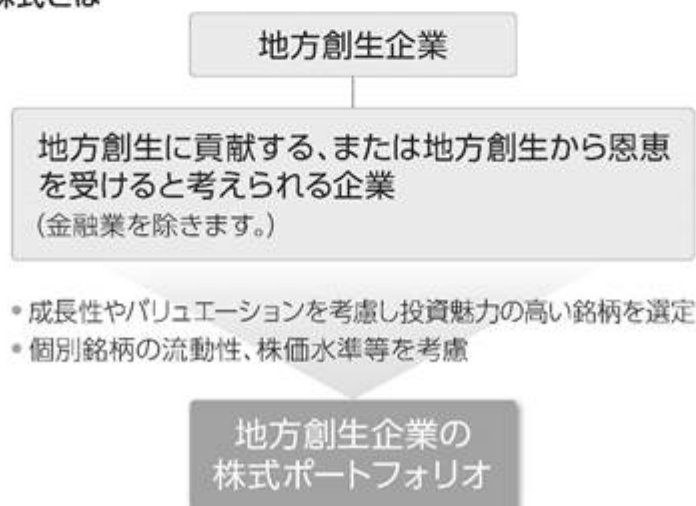 株式とは
地方創生企業
地方創生に貢献する、または地方創生から恩恵
を受けると考えられる企業
(金融業を除きます。)
• 成長性やバリュエーションを考慮し投資魅力の高い銘柄を選定
• 個別銘柄の流動性、株価水準等を考慮
地方創生企業の
株式ポートフォリオ